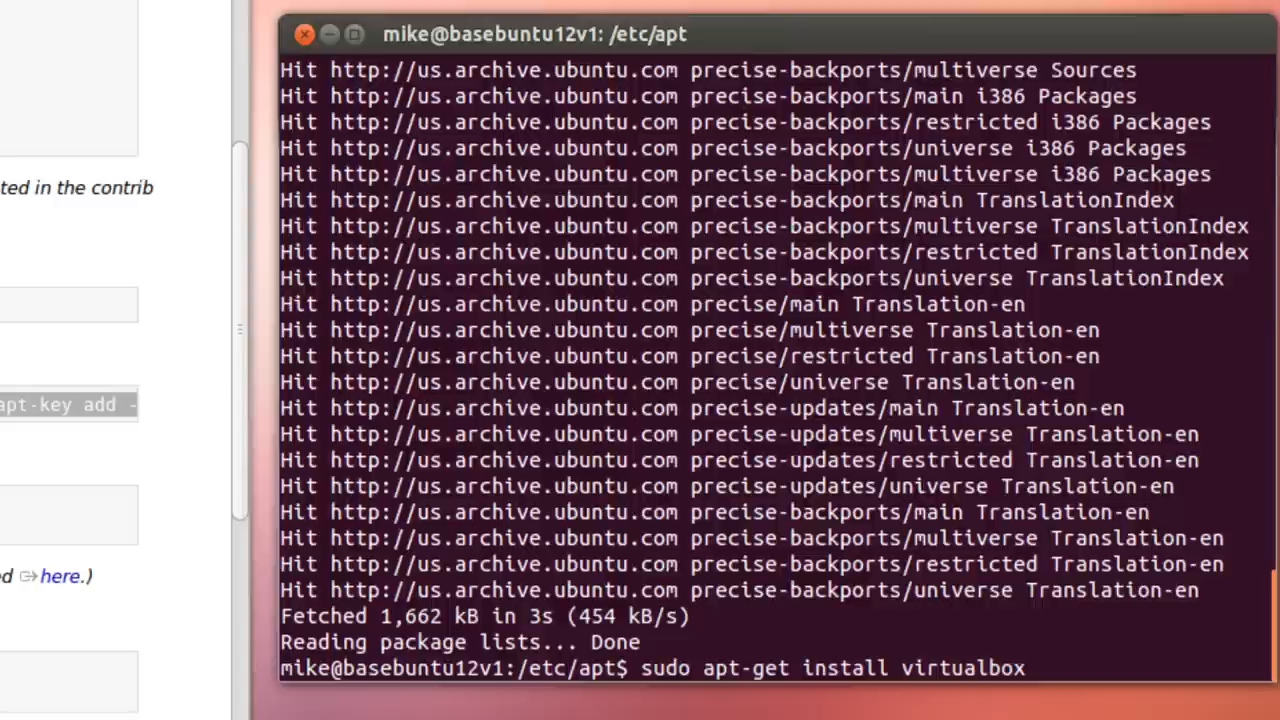 ted in the contrib
apt-key add -
ed here.)
mike@basebuntu12v1: /etc/apt
Hit http://us.archive.ubuntu.com precise-backports/multiverse Sources
Hit http://us.archive.ubuntu.com precise-backports/main i386 Packages
Hit http://us.archive.ubuntu.com precise-backports/restricted i386 Packages
Hit http://us.archive.ubuntu.com precise-backports/universe i386 Packages
Hit http://us.archive.ubuntu.com precise-backports/multiverse i386 Packages
Hit http://us.archive.ubuntu.com precise-backports/main TranslationIndex
Hit http://us.archive.ubuntu.com precise-backports/multiverse TranslationIndex
Hit http://us.archive.ubuntu.com precise-backports/restricted TranslationIndex
Hit http://us.archive.ubuntu.com precise-backports/universe TranslationIndex
Hit http://us.archive.ubuntu.com precise/main Translation-en
Hit http://us.archive.ubuntu.com precise/multiverse Translation-en
Hit http://us.archive.ubuntu.com precise/restricted Translation-en
Hit http://us.archive.ubuntu.com precise/universe Translation-en
Hit http://us.archive.ubuntu.com precise-updates/main Translation-en
Hit http://us.archive.ubuntu.com precise-updates/multiverse Translation-en
Hit http://us.archive.ubuntu.com precise-updates/restricted Translation-en
Hit http://us.archive.ubuntu.com precise-updates/universe Translation-en
Hit http://us.archive.ubuntu.com precise-backports/main Translation-en
Hit http://us.archive.ubuntu.com precise-backports/multiverse Translation-en
Hit http://us.archive.ubuntu.com precise-backports/restricted Translation-en
Hit http://us.archive.ubuntu.com precise-backports/universe Translation-en
Fetched 1,662 kB in 3s (454 kB/s)
Reading package lists... Done
mike@basebuntu12v1:/etc/apt$ sudo apt-get install virtualbox